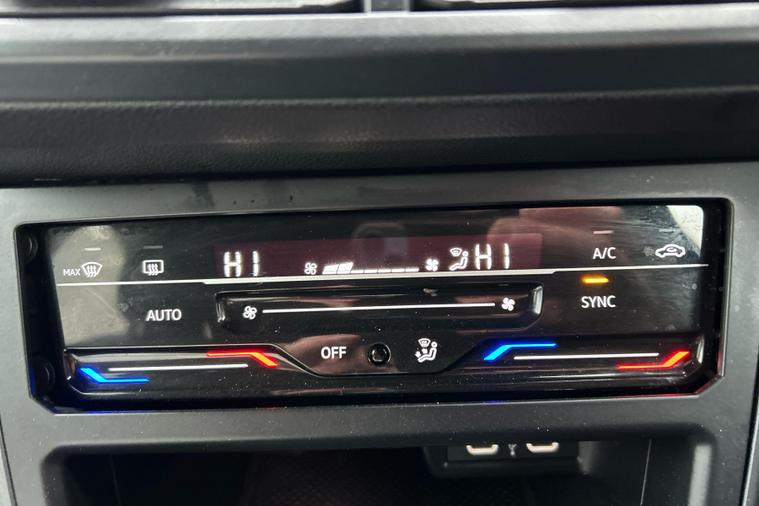 HI HI
MAX A/C
AUTO SYNC
OFF